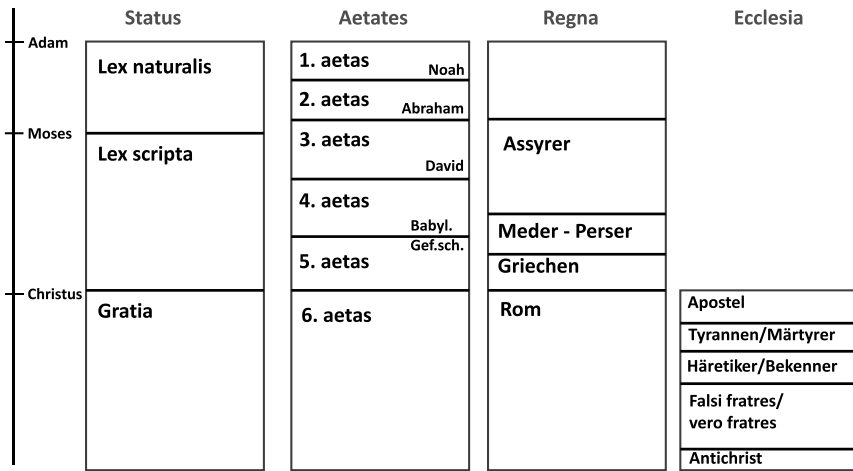 Status
Aetates
Regna
Ecclesia
Adam
Moses
Christus
Lex naturalis
Lex scripta
Gratia
1. aetas
Noah
2. aetas
Abraham
3. aetas
David
4. aetas
Babyl.
Gef.sch.
5. aetas
6. aetas
Assyrer
Meder - Perser
Griechen
Rom
Apostel
Tyrannen/Märtyrer
Häretiker/Bekenner
Falsi fratres/
vero fratres
Antichrist